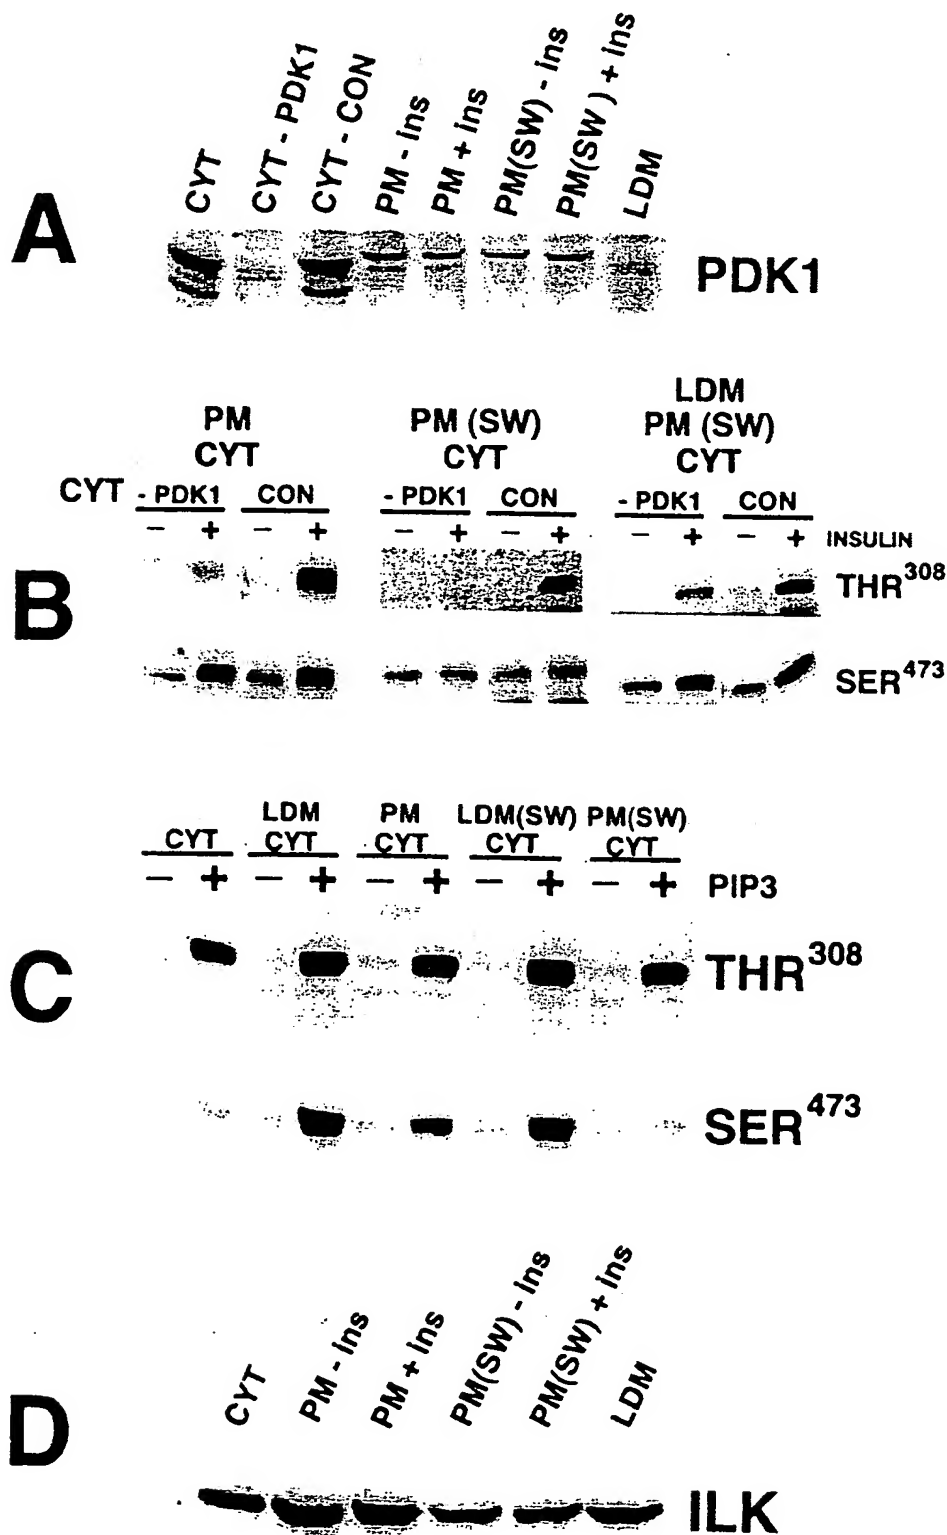 A
CYT
CYT - PDK1
CYT - CON
PM - ins
PM + ins
PM(SW) - ins
PM(SW ) + ins
LDM
PDK1
B
PM
CYT
PM (SW)
CYT
LDM
PM (SW)
CYT
CYT - PDK1 CON - PDK1 CON - PDK1 CON
− + − + − + − + − + − + INSULIN
THR308
SER473
C
CYT
LDM
CYT
PM
CYT
LDM(SW)
CYT
PM(SW)
CYT
− + − + − + − + − + PIP3
THR308
SER473
D
CYT
PM - ins
PM + ins
PM(SW) - ins
PM(SW) + ins
LDM
ILK